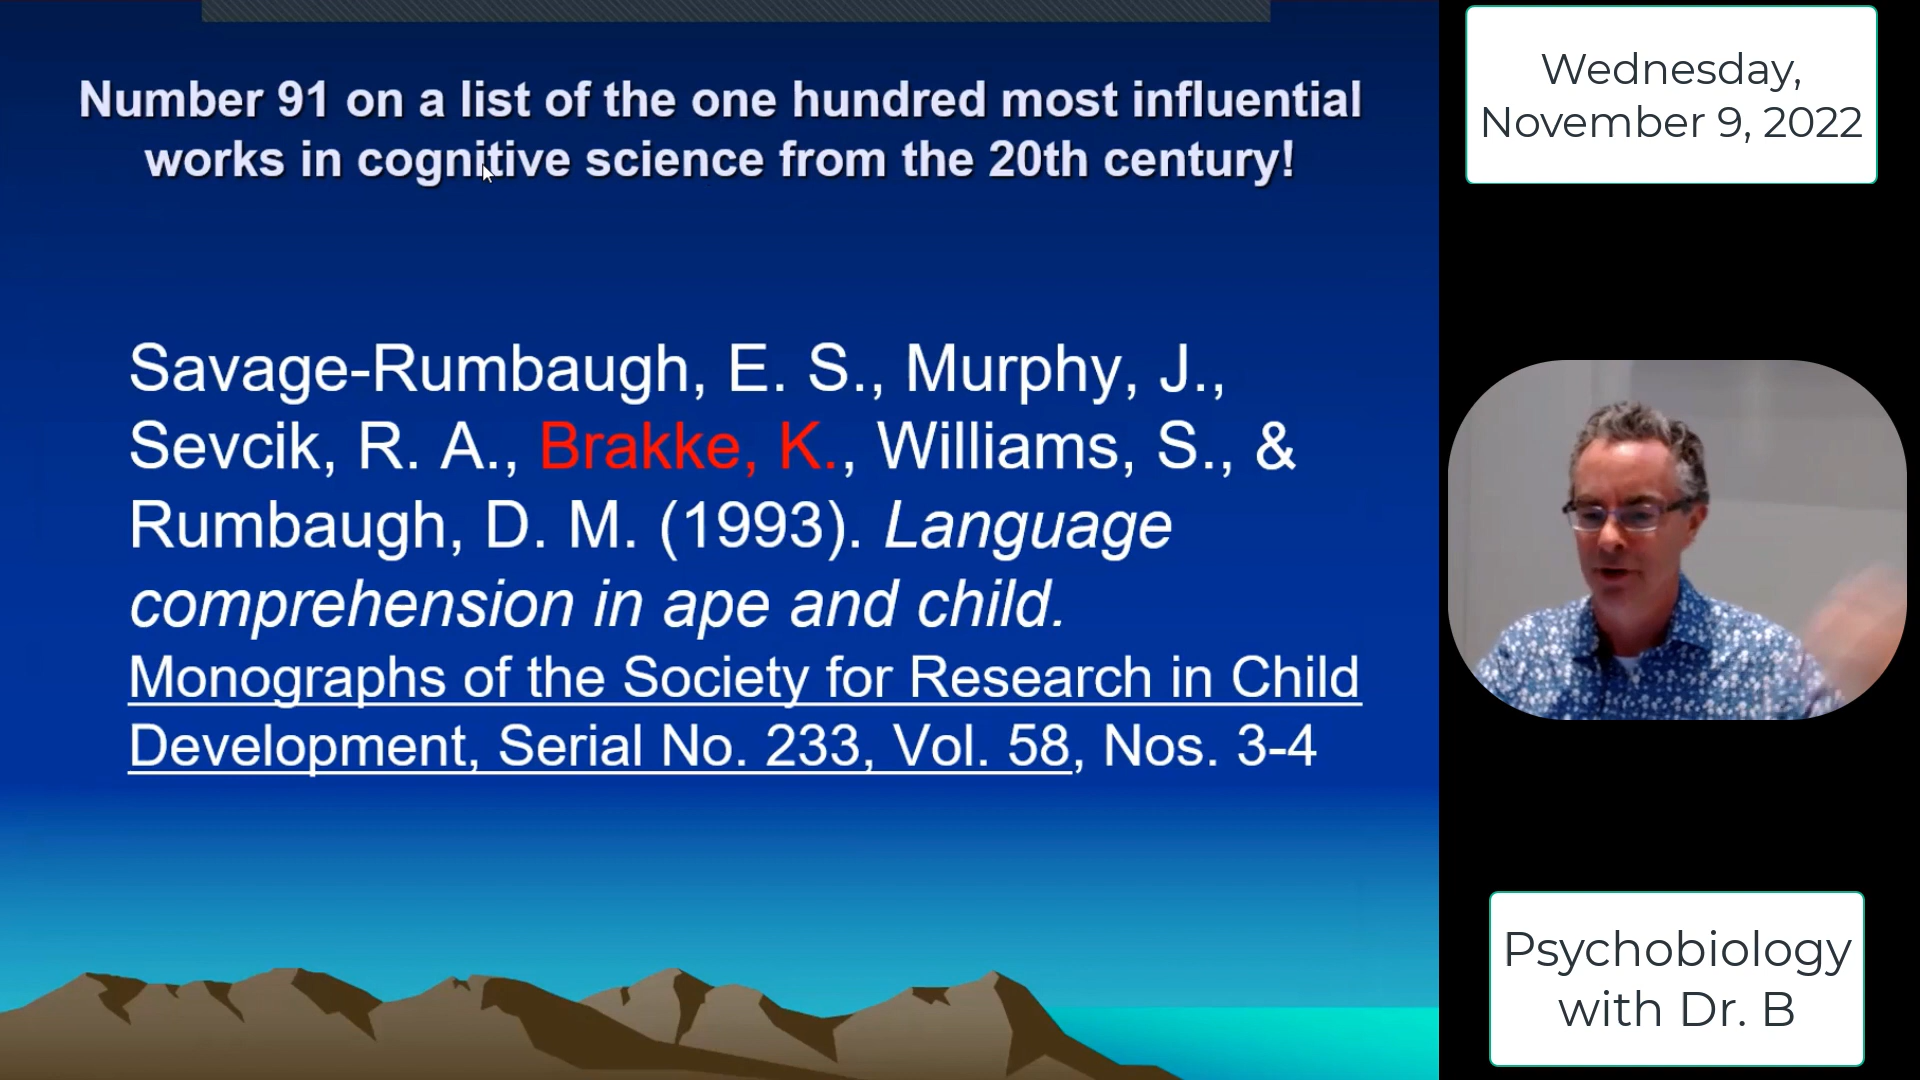 Number 91 on a list of the one hundred most influential
works in cognitive science from the 20th century!
Savage-Rumbaugh, E. S., Murphy, J.,
Sevcik, R. A., Brakke, K., Williams, S., &
Rumbaugh, D. M. (1993). Language
comprehension in ape and child.
Monographs of the Society for Research in Child
Development, Serial No. 233, Vol. 58, Nos. 3-4
Wednesday,
November 9, 2022
Psychobiology
with Dr. B